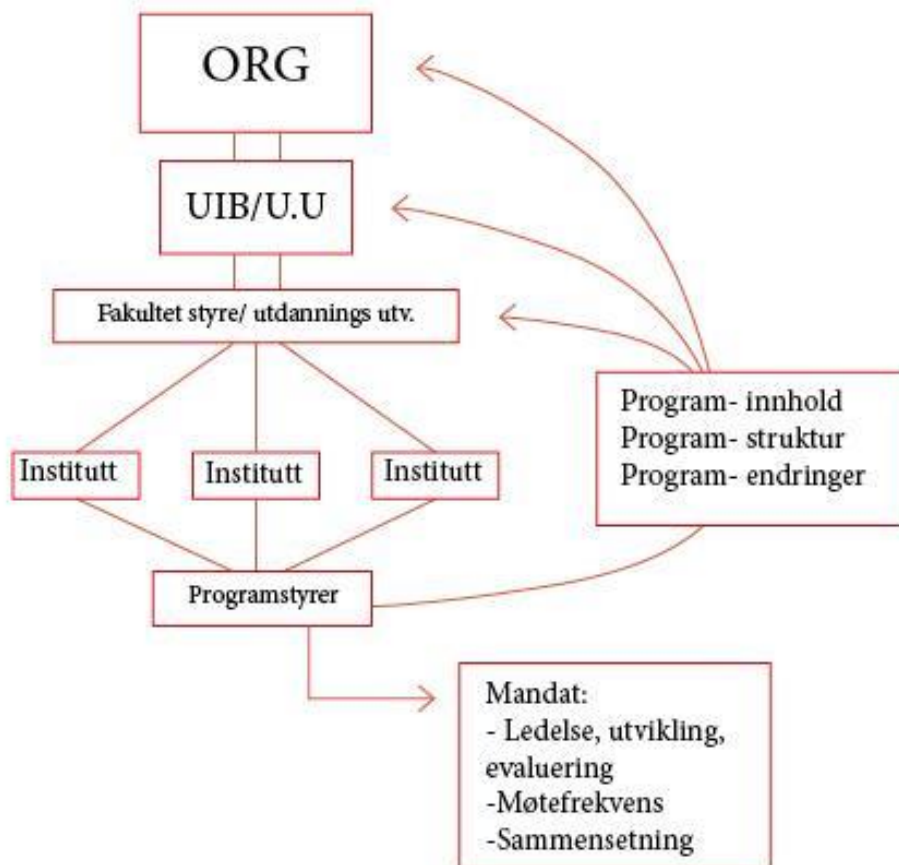 ORG
UIB/U.U
Fakultet styre/ utdannings utv.
Institutt
Institutt
Institutt
Program- innhold
Program- struktur
Program- endringer
Programstyrer
Mandat:
- Ledelse, utvikling,
evaluering
-Møtefrekvens
-Sammensetning